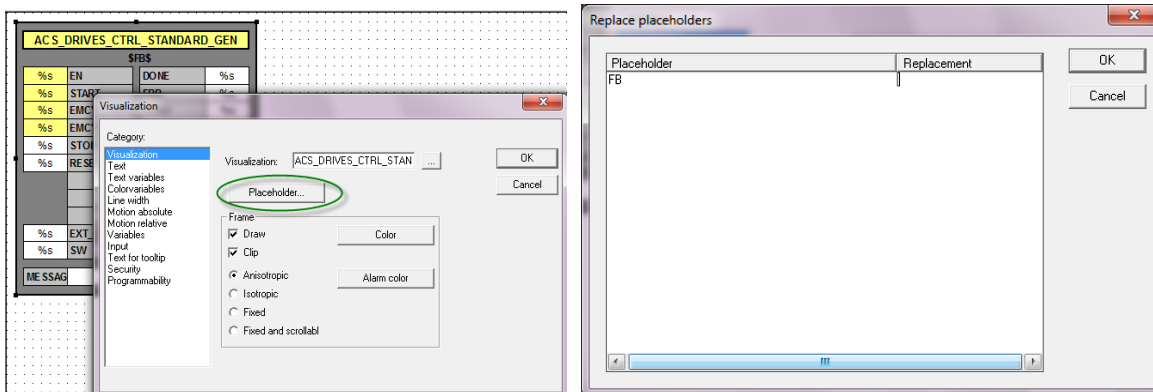 ACS_DRIVES_CTRL_STANDARD_GEN
$FB$
%s EN DONE %s
%s START
%s EMC
%s EMC
%s STO
%s RESE
%s EXT_
%s SW
MESSAG
Visualization
Category:
Visualization
Text
Text variables
Colorvariables
Line width
Motion absolute
Motion relative
Variables
Input
Text for tooltip
Security
Programmability
Visualization: ACS_DRIVES_CTRL_STAN ...
Placeholder...
Frame
Draw
Clip
Anisotropic
Isotropic
Fixed
Fixed and scrollabl
Color
Alarm color
OK
Cancel
Replace placeholders
Placeholder Replacement
FB
OK
Cancel